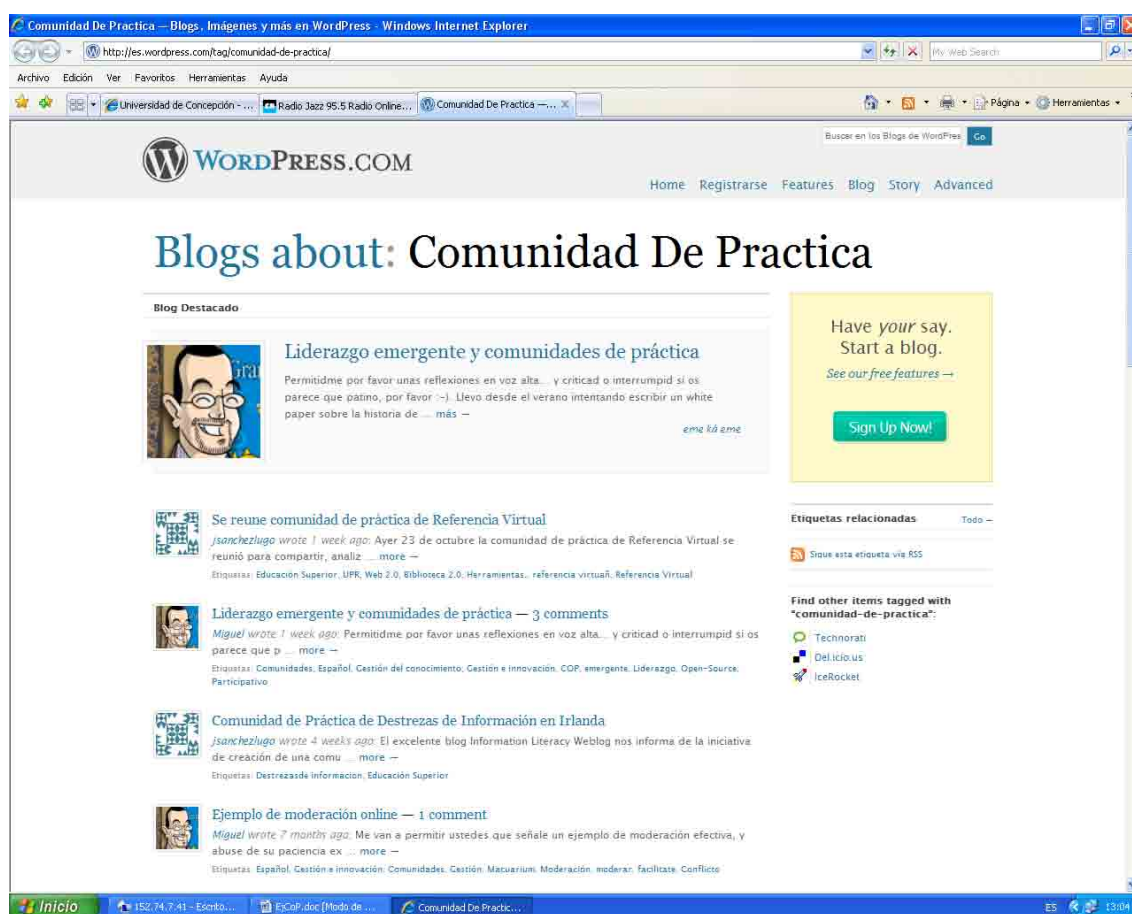 Comunidad De Practica — Blogs, Imágenes y más en WordPress - Windows Internet Explorer
http://es.wordpress.com/tag/comunidad-de-practica/
My Web Search
Archivo Edición Ver Favoritos Herramientas Ayuda
Universidad de Concepción - ... Radio Jazz 95.5 Radio Online... Comunidad De Practica — ... Página Herramientas
Buscar en los Blogs de WordPres Go
WORDPRESS.COM
Home Registrarse Features Blog Story Advanced
Blogs about: Comunidad De Practica
Blog Destacado
Gra
Liderazgo emergente y comunidades de práctica
Permitidme por favor unas reflexiones en voz alta... y criticad o interrumpid si os
parece que patino, por favor :-). Llevo desde el verano intentando escribir un white
paper sobre la historia de ... más →
eme ká eme
Have your say.
Start a blog.
See our free features →
Sign Up Now!
Se reune comunidad de práctica de Referencia Virtual
jsanchezlugo wrote 1 week ago: Ayer 23 de octubre la comunidad de práctica de Referencia Virtual se
reunió para compartir, analiz ... more →
Etiquetas: Educación Superior, UPR, Web 2.0, Biblioteca 2.0, Herramientas., referencia virtuañ, Referencia Virtual
Liderazgo emergente y comunidades de práctica — 3 comments
Miguel wrote 1 week ago: Permitidme por favor unas reflexiones en voz alta... y criticad o interrumpid si os
parece que p ... more →
Etiquetas: Comunidades, Español, Gestión del conocimiento, Gestión e innovación, COP, emergente, Liderazgo, Open-Source,
Participativo
Comunidad de Práctica de Destrezas de Información en Irlanda
jsanchezlugo wrote 4 weeks ago: El excelente blog Information Literacy Weblog nos informa de la iniciativa
de creación de una comu ... more →
Etiquetas: Destrezasde informacion, Educación Superior
Ejemplo de moderación online — 1 comment
Miguel wrote 7 months ago: Me van a permitir ustedes que señale un ejemplo de moderación efectiva, y
abuse de su paciencia ex ... more →
Etiquetas: Español, Gestión e innovación, Comunidades, Gestión, Macuarium, Moderación, moderar, facilitate, Conflicto
Etiquetas relacionadas Todo →
Sigue esta etiqueta vía RSS
Find other items tagged with
"comunidad-de-practica":
Technorati
Del.icio.us
IceRocket
Inicio 152.74.7.41 - Escrito... EjCoP.doc [Modo de ... Comunidad De Practic... ES 13:04